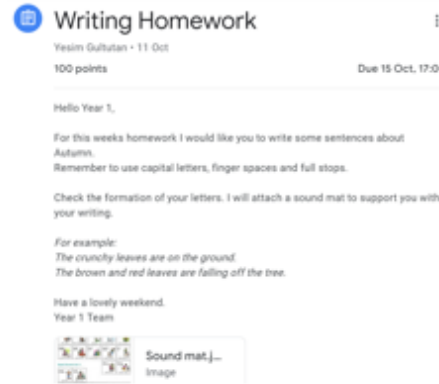 Writing Homework
Yesim Gultutan • 11 Oct
100 points
Due 15 Oct, 17:0
Hello Year 1,
For this weeks homework I would like you to write some sentences about
Autumn.
Remember to use capital letters, finger spaces and full stops.
Check the formation of your letters. I will attach a sound mat to support you with
your writing.
For example:
The crunchy leaves are on the ground.
The brown and red leaves are falling off the tree.
Have a lovely weekend.
Year 1 Team
Sound mat.j...
Image